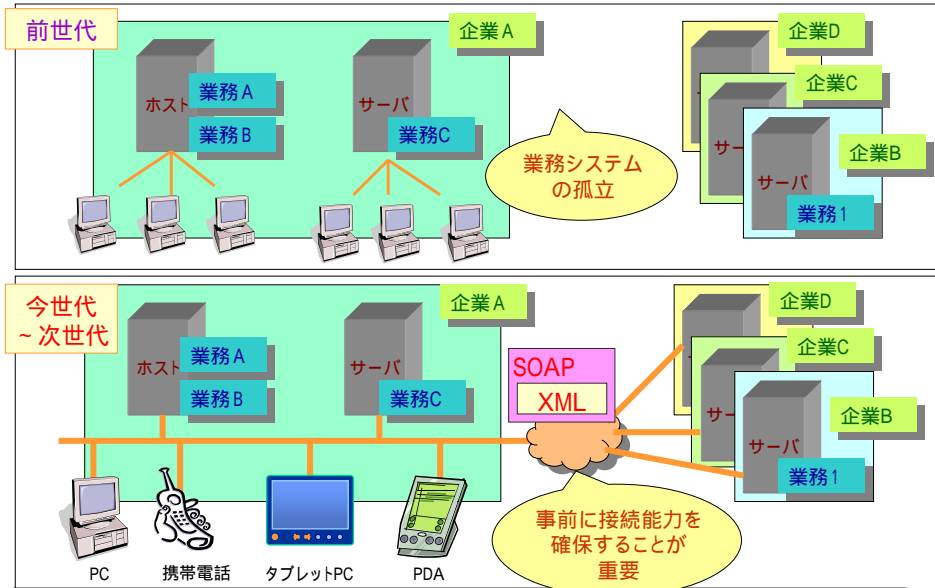 前世代
企業A
ホスト
業務A
業務B
サーバ
業務C
業務システム
の孤立
企業D
企業C
サー
企業B
サーバ
業務1
今世代
~次世代
企業A
ホスト
業務A
業務B
サーバ
業務C
SOAP
XML
企業D
企業C
サー
企業B
サーバ
業務1
事前に接続能力を
確保することが
重要
PC
携帯電話
タブレットPC
PDA